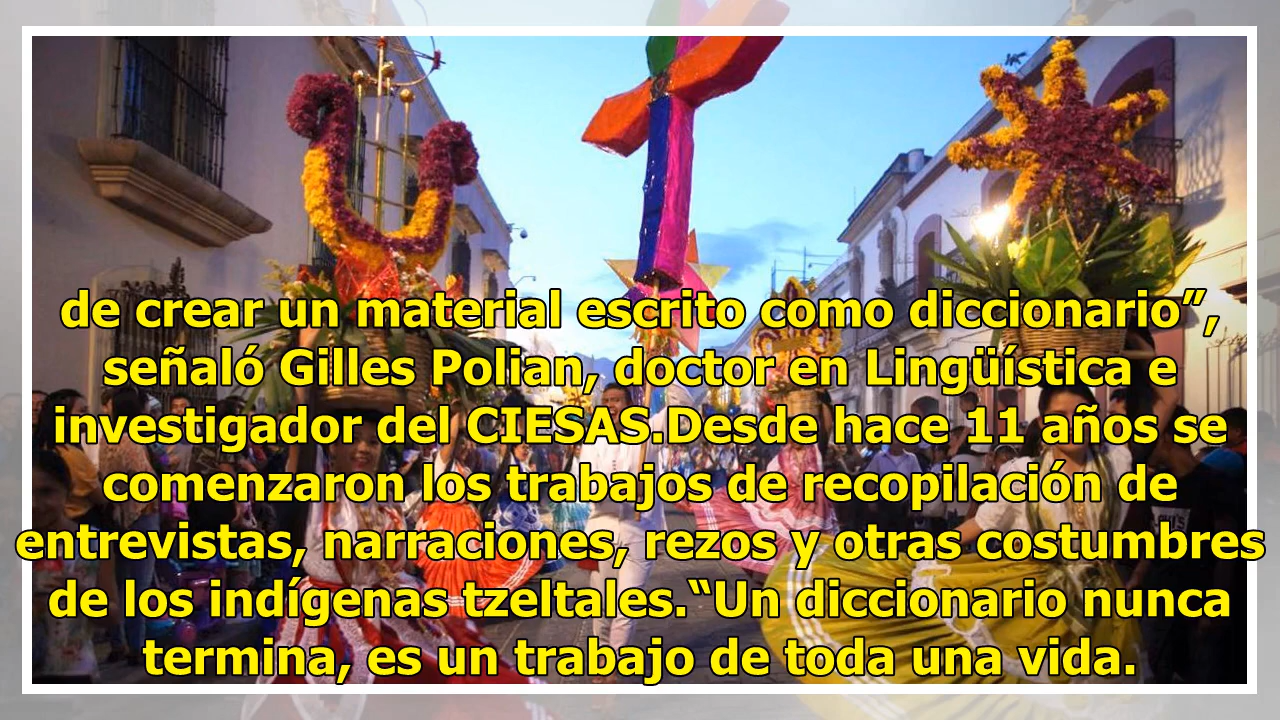 de crear un material escrito como diccionario”,
señaló Gilles Polian, doctor en Lingüística e
investigador del CIESAS.Desde hace 11 años se
comenzaron los trabajos de recopilación de
entrevistas, narraciones, rezos y otras costumbres
de los indígenas tzeltales.“Un diccionario nunca
termina, es un trabajo de toda una vida.